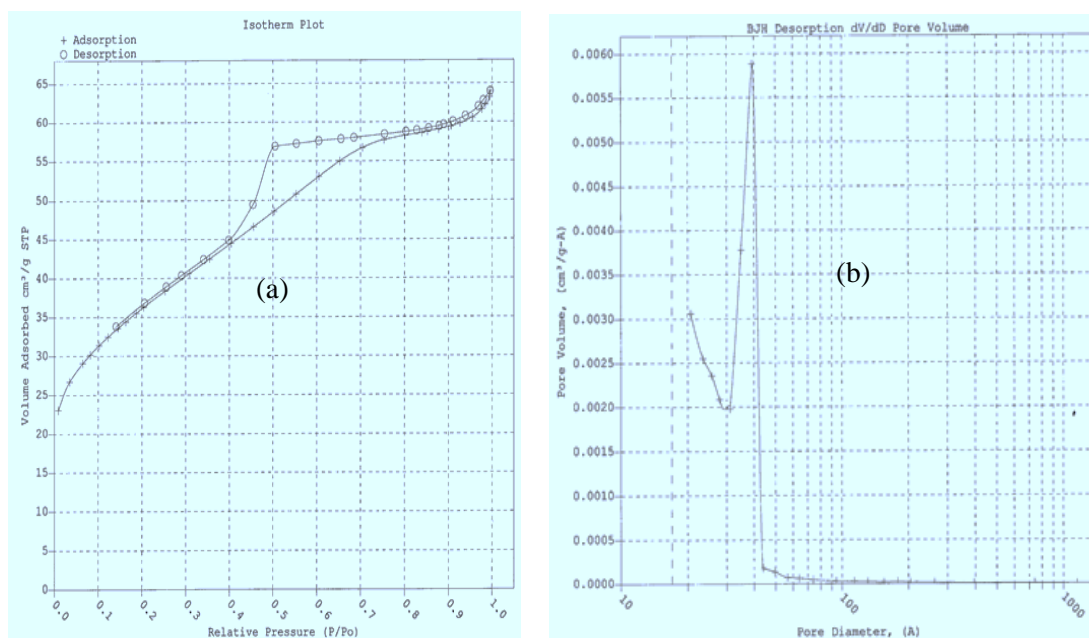 Isotherm Plot
+ Adsorption
O Desorption
Volume Adsorbed cm³/g STP
65
60
55
50
45
40
35
30
25
20
15
10
5
0
(a)
0.0 0.1 0.2 0.3 0.4 0.5 0.6 0.7 0.8 0.9 1.0
Relative Pressure (P/Po)
BJH Desorption dV/dD Pore Volume
Pore Volume, (cm³/g-A)
0.0060
0.0055
0.0050
0.0045
0.0040
0.0035
0.0030
0.0025
0.0020
0.0015
0.0010
0.0005
0.0000
(b)
10 100 1000
Pore Diameter, (A)